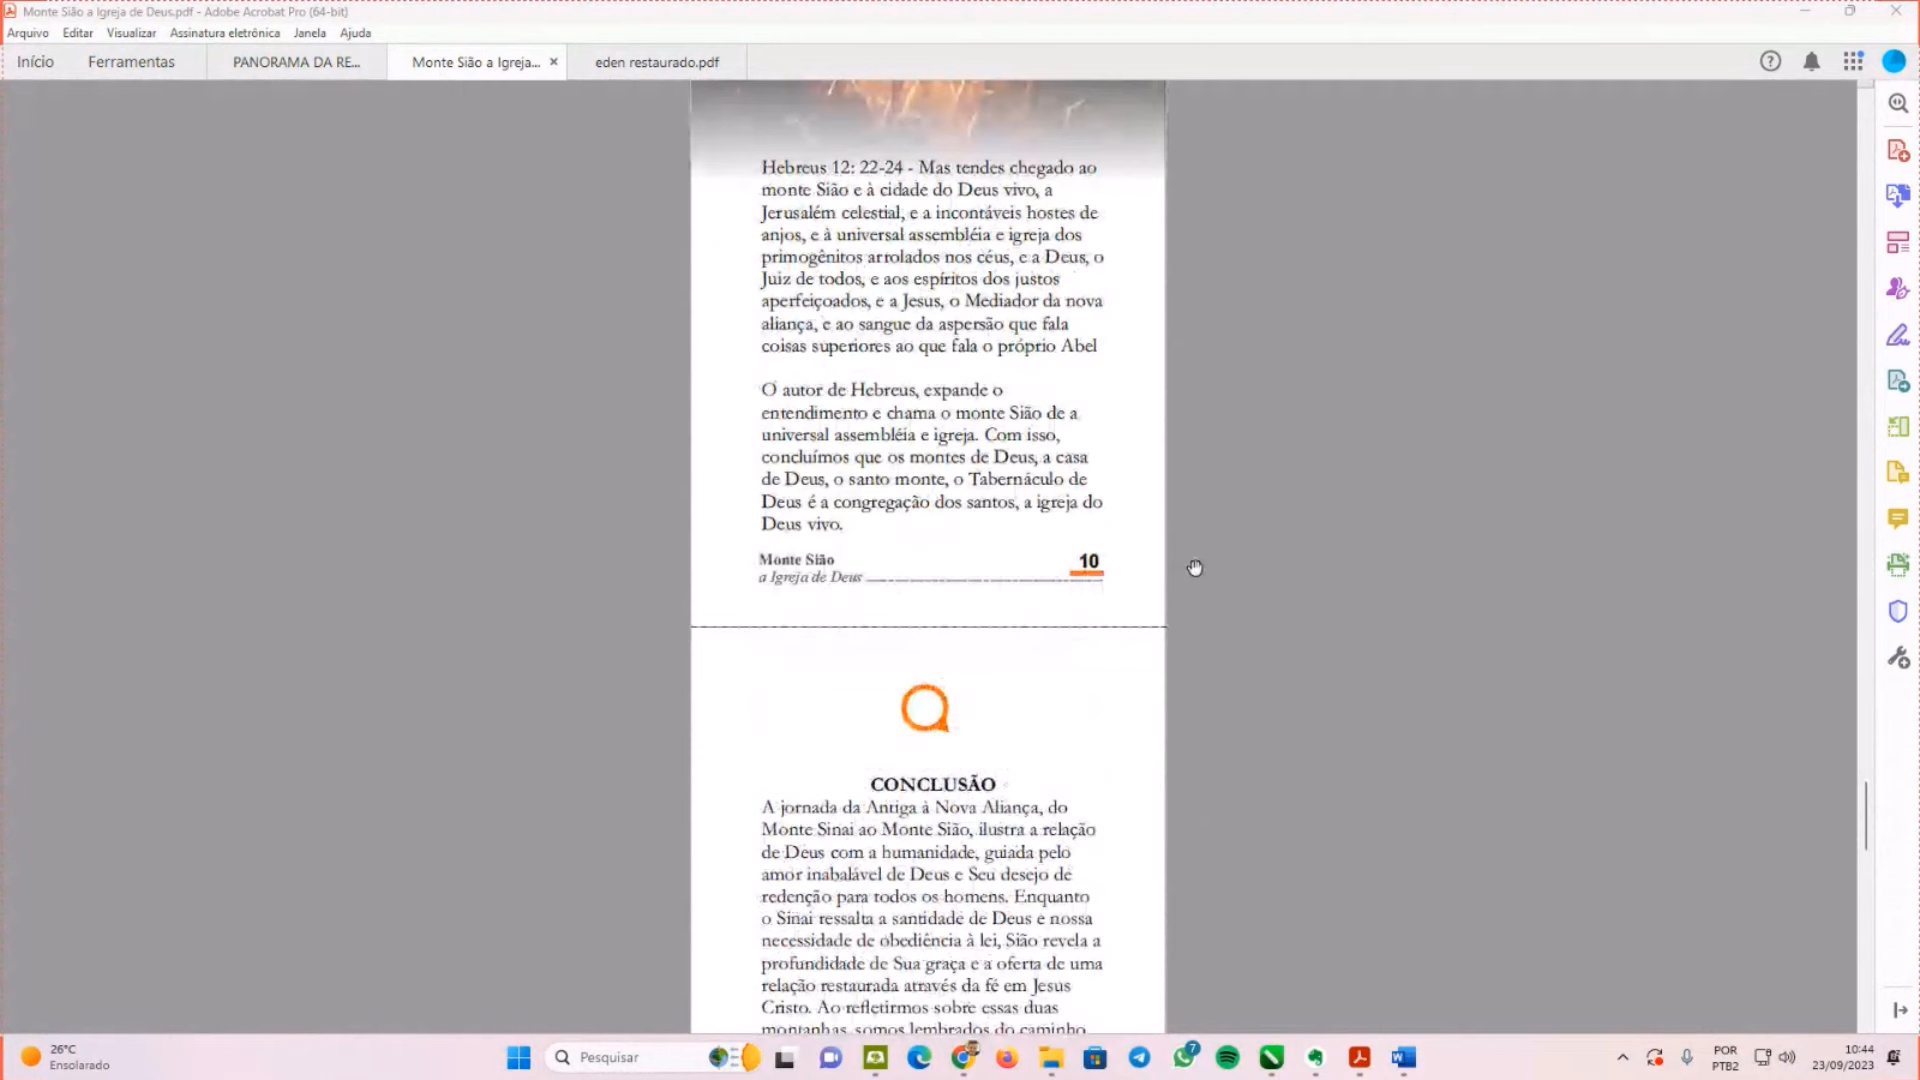 Monte Sião a Igreja de Deus.pdf - Adobe Acrobat Pro (64-bit)
Arquivo Editar Visualizar Assinatura eletrônica Janela Ajuda
Início Ferramentas PANORAMA DA RE... Monte Sião a Igreja... × eden restaurado.pdf
Hebreus 12: 22-24 - Mas tendes chegado ao
monte Sião e à cidade do Deus vivo, a
Jerusalém celestial, e a incontáveis hostes de
anjos, e à universal assembléia e igreja dos
primogênitos arrolados nos céus, e a Deus, o
Juiz de todos, e aos espíritos dos justos
aperfeiçoados, e a Jesus, o Mediador da nova
aliança, e ao sangue da aspersão que fala
coisas superiores ao que fala o próprio Abel
O autor de Hebreus, expande o
entendimento e chama o monte Sião de a
universal assembléia e igreja. Com isso,
concluímos que os montes de Deus, a casa
de Deus, o santo monte, o Tabernáculo de
Deus é a congregação dos santos, a igreja do
Deus vivo.
Monte Sião 10
a Igreja de Deus
CONCLUSÃO
A jornada da Antiga à Nova Aliança, do
Monte Sinai ao Monte Sião, ilustra a relação
de Deus com a humanidade, guiada pelo
amor inabalável de Deus e Seu desejo de
redenção para todos os homens. Enquanto
o Sinai ressalta a santidade de Deus e nossa
necessidade de obediência à lei, Sião revela a
profundidade de Sua graça e a oferta de uma
relação restaurada através da fé em Jesus
Cristo. Ao refletirmos sobre essas duas
montanhas, somos lembrados do caminho
26°C
Ensolarado
Pesquisar
7
POR
PTB2
10:44
23/09/2023